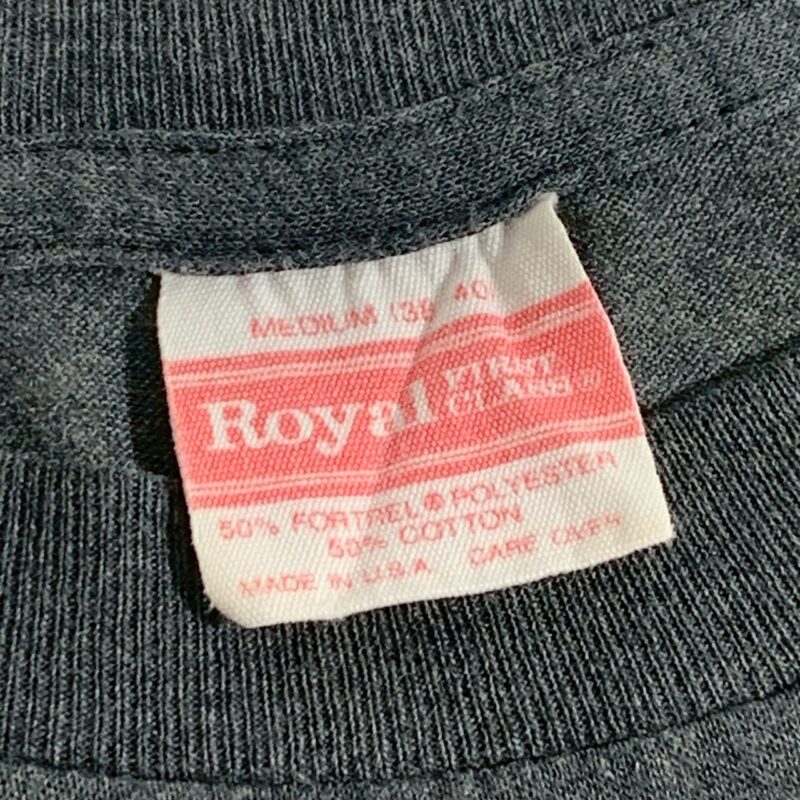 MEDIUM (38 40)
Royal FIRST
CLASS®
50% FORTREL® POLYESTER
50% COTTON
MADE IN U.S.A. CARE OVER